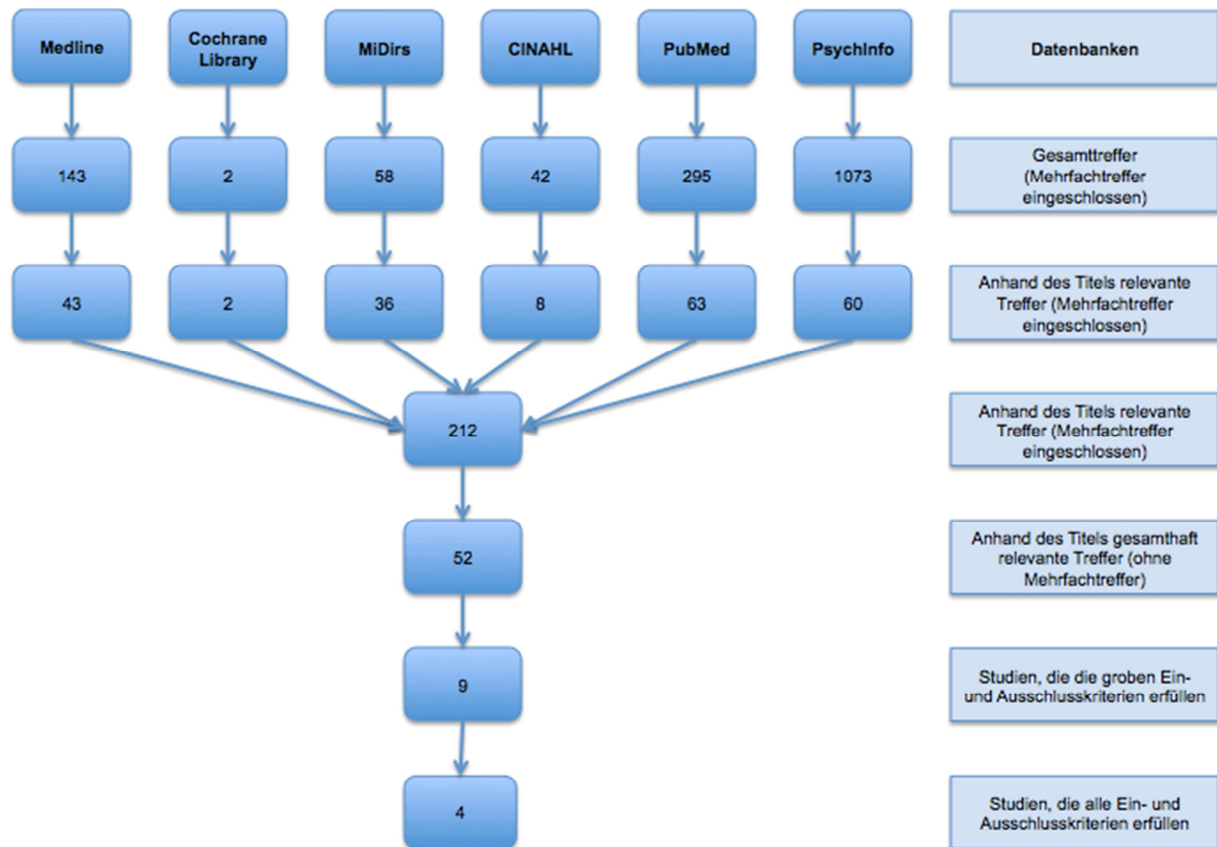 Medline
Cochrane
Library
MiDirs
CINAHL
PubMed
PsychInfo
Datenbanken
143
2
58
42
295
1073
Gesamttreffer
(Mehrfachtreffer
eingeschlossen)
43
2
36
8
63
60
Anhand des Titels relevante
Treffer (Mehrfachtreffer
eingeschlossen)
212
Anhand des Titels relevante
Treffer (Mehrfachtreffer
eingeschlossen)
52
Anhand des Titels gesamthaft
relevante Treffer (ohne
Mehrfachtreffer)
9
Studien, die die groben Ein-
und Ausschlusskriterien erfüllen
4
Studien, die alle Ein- und
Ausschlusskriterien erfüllen